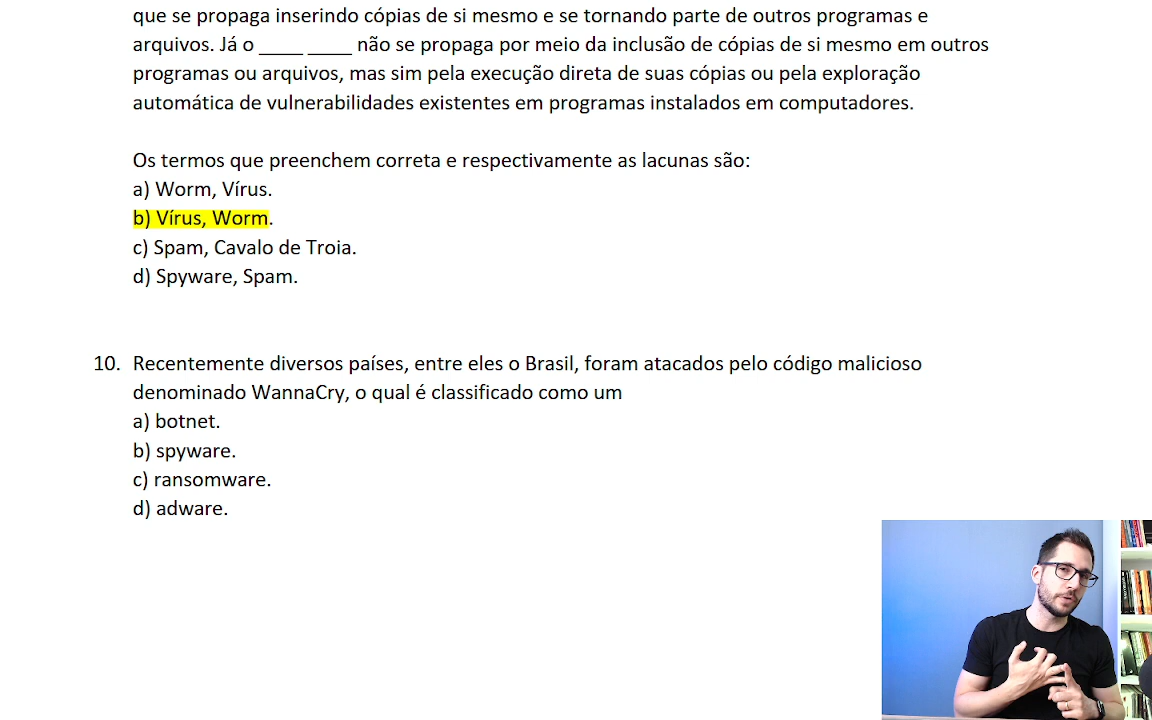 que se propaga inserindo cópias de si mesmo e se tornando parte de outros programas e
arquivos. Já o ____ ____ não se propaga por meio da inclusão de cópias de si mesmo em outros
programas ou arquivos, mas sim pela execução direta de suas cópias ou pela exploração
automática de vulnerabilidades existentes em programas instalados em computadores.
Os termos que preenchem correta e respectivamente as lacunas são:
a) Worm, Vírus.
b) Vírus, Worm.
c) Spam, Cavalo de Troia.
d) Spyware, Spam.
10. Recentemente diversos países, entre eles o Brasil, foram atacados pelo código malicioso
denominado WannaCry, o qual é classificado como um
a) botnet.
b) spyware.
c) ransomware.
d) adware.